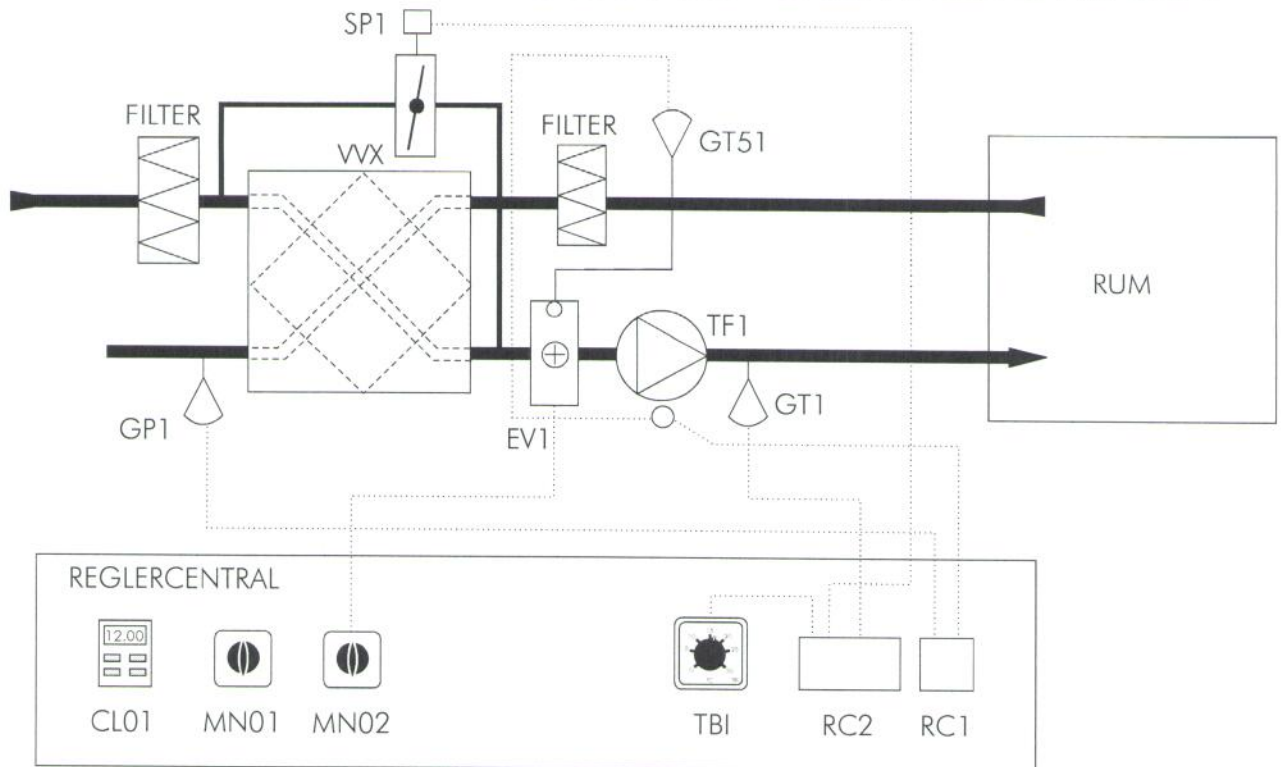 SP1
FILTER
VVX
FILTER
GT51
RUM
TF1
GP1
EV1
GT1
REGLERCENTRAL
12.00
CL01
MN01
MN02
TBI
RC2
RC1